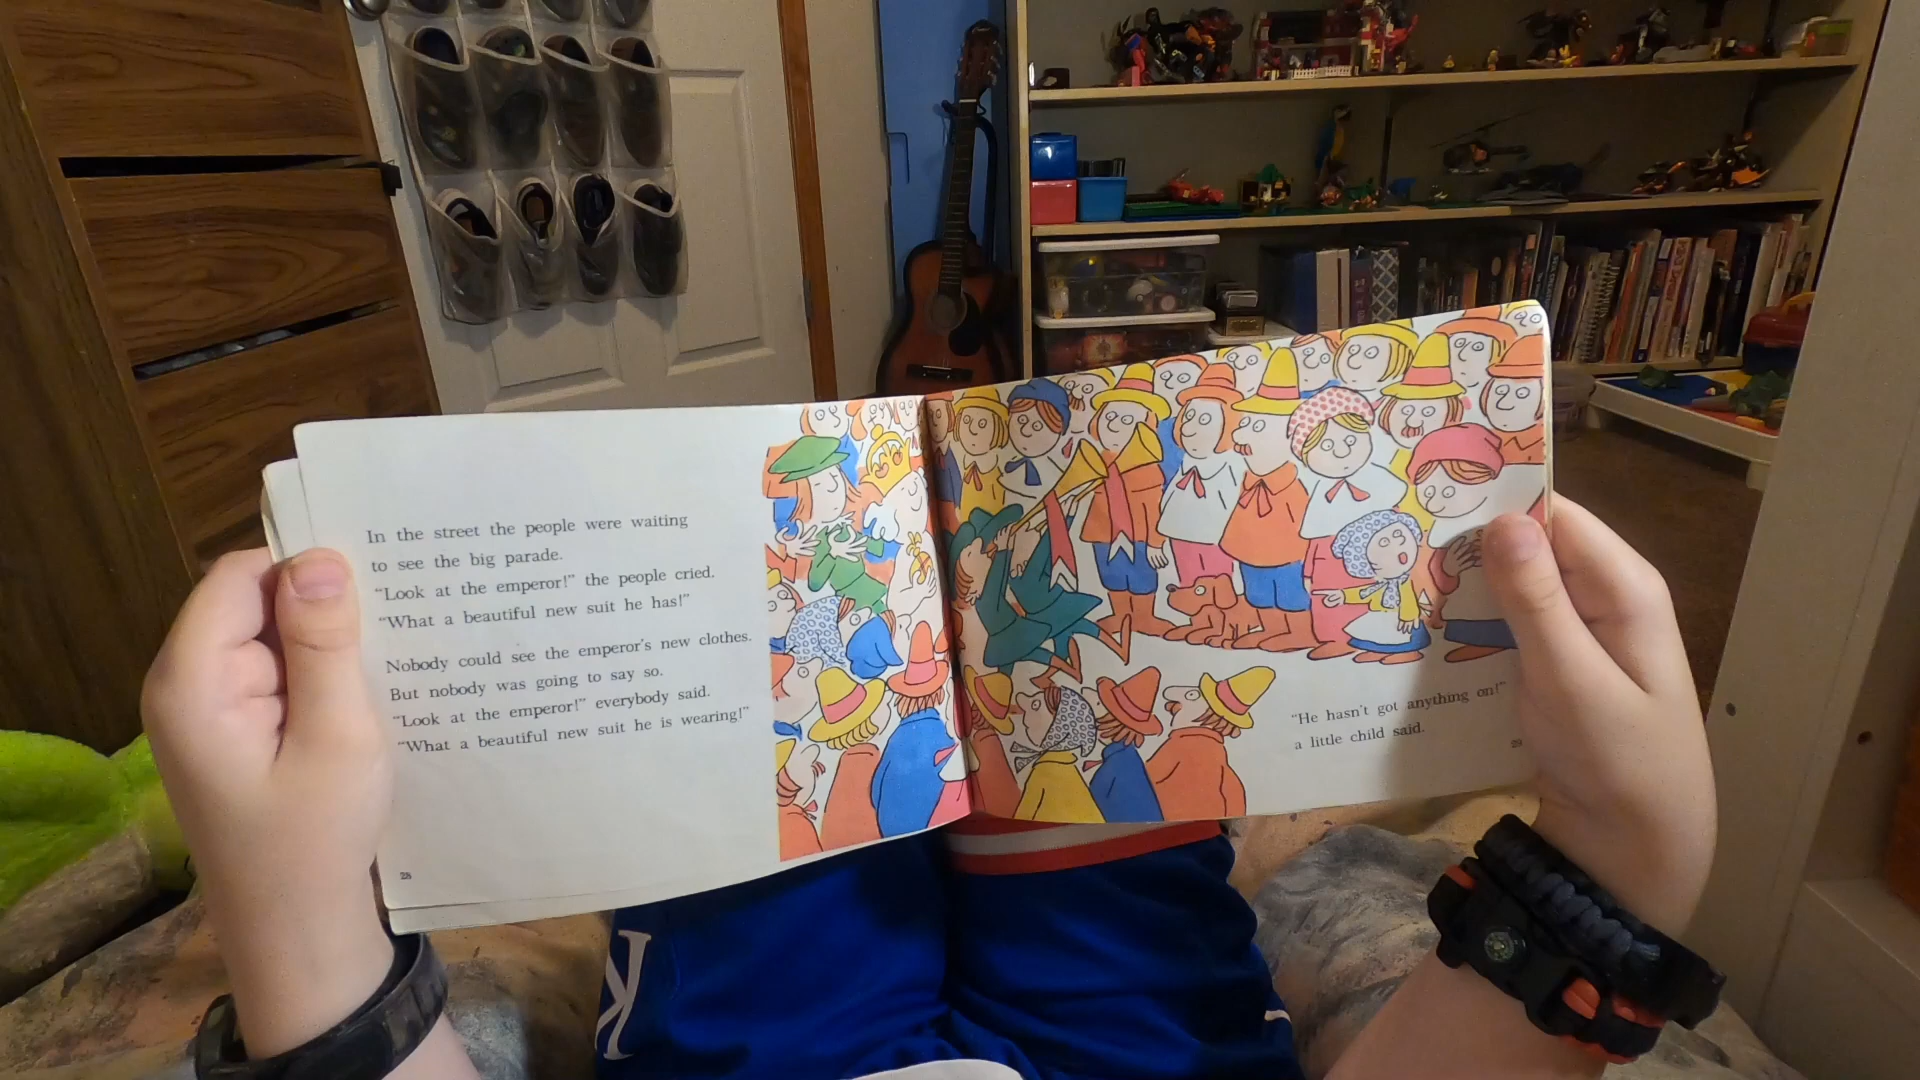 In the street the people were waiting
to see the big parade.
"Look at the emperor!" the people cried.
"What a beautiful new suit he has!"
Nobody could see the emperor's new clothes.
But nobody was going to say so.
"Look at the emperor!" everybody said.
"What a beautiful new suit he is wearing!"
28
"He hasn't got anything on!"
a little child said.
29
K